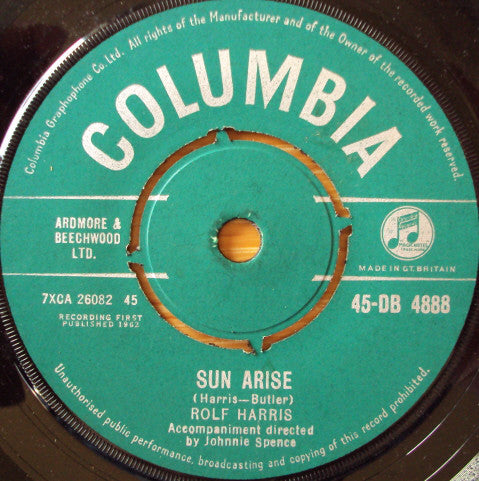 Columbia Graphophone Co. Ltd. All rights of the Manufacturer and of the Owner of the recorded work reserved.
COLUMBIA
ARDMORE &
BEECHWOOD
LTD.
MADE IN GT. BRITAIN
7XCA 26082 45
45-DB 4888
RECORDING FIRST
PUBLISHED 1962
SUN ARISE
(Harris—Butler)
ROLF HARRIS
Accompaniment directed
by Johnnie Spence
Unauthorised public performance, broadcasting and copying of this record prohibited.